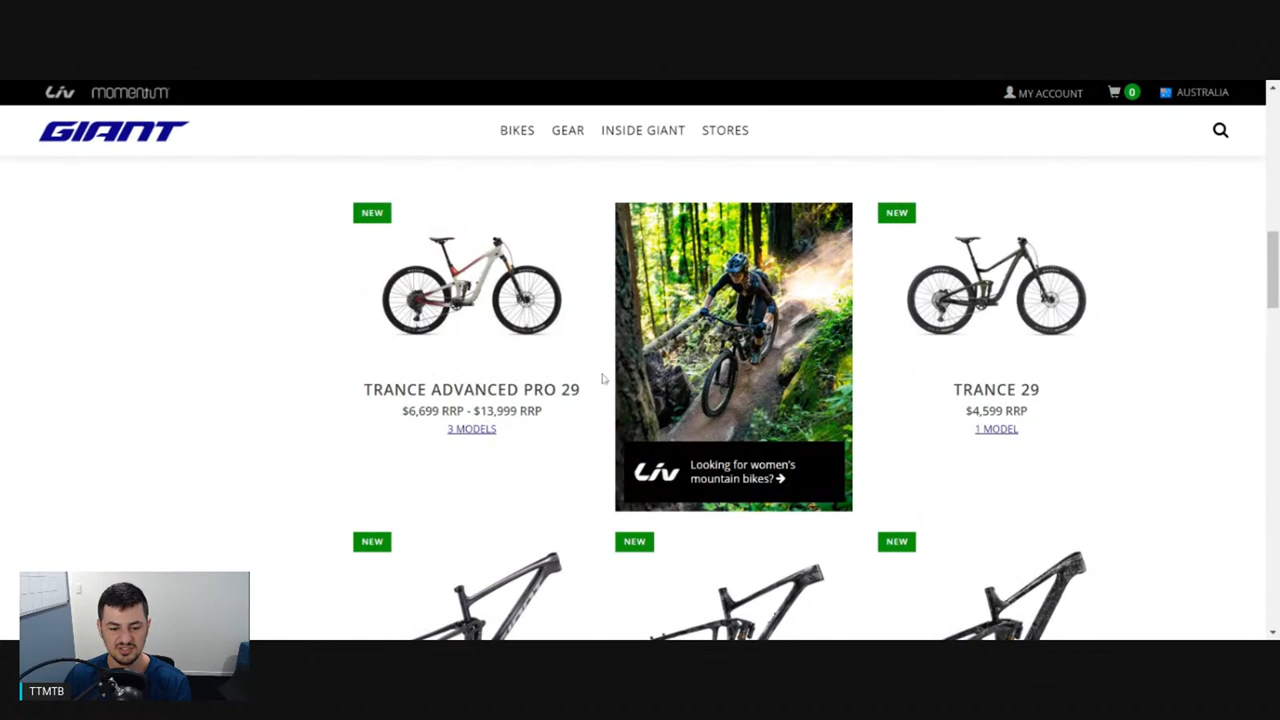 Liv momentum
MY ACCOUNT 0 AUSTRALIA
GIANT
BIKES GEAR INSIDE GIANT STORES
NEW
TRANCE ADVANCED PRO 29
$6,699 RRP - $13,999 RRP
3 MODELS
Liv
Looking for women's
mountain bikes?
NEW
TRANCE 29
$4,599 RRP
1 MODEL
NEW
NEW
NEW
TTMTB